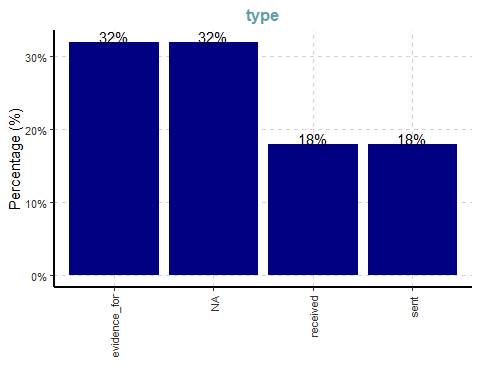 type
Percentage (%)
30%
20%
10%
0%
32%
32%
18%
18%
evidence_for
NA
received
sent